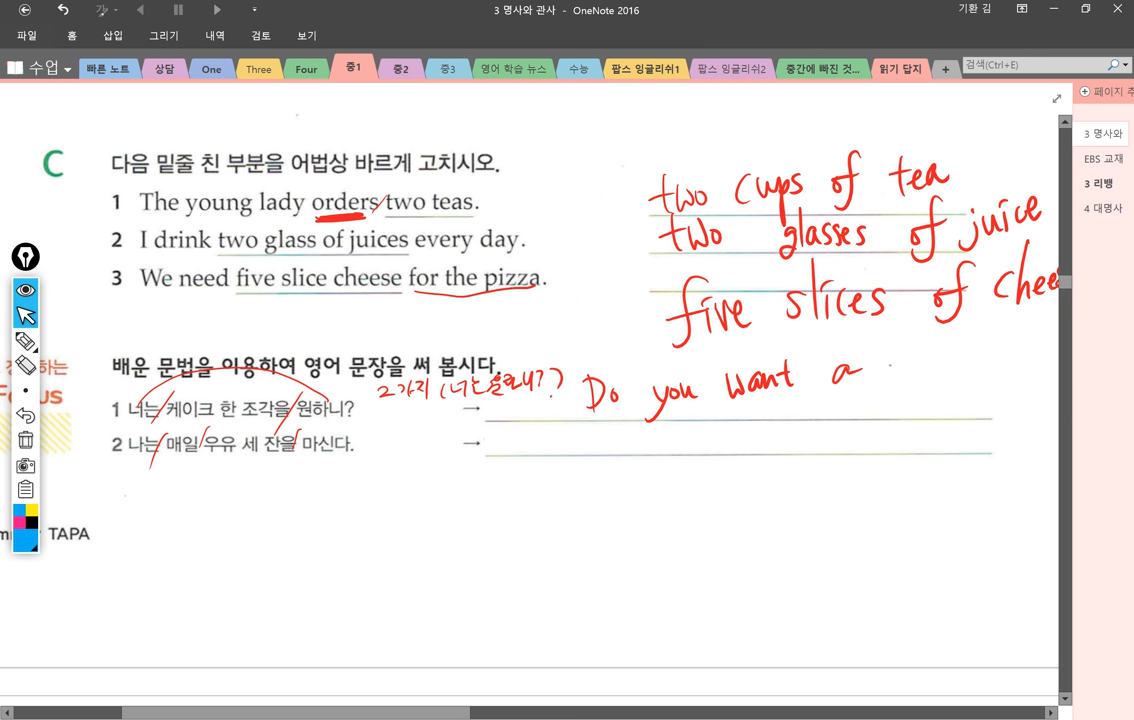 3 명사와 관사 - OneNote 2016
기환 김
파일 홈 삽입 그리기 내역 검토 보기
수업 빠른 노트 상담 One Three Four 중1 중2 중3 영어 학습 뉴스 수능 팝스 잉글리쉬1 팝스 잉글리쉬2 중간에 빠진 것... 읽기 답지 + 검색(Ctrl+E)
페이지 추
3 명사와
EBS 교재
3 리뱅
4 대명사
C 다음 밑줄 친 부분을 어법상 바르게 고치시오.
1 The young lady orders two teas. two cups of tea
2 I drink two glass of juices every day. two glasses of juice
3 We need five slice cheese for the pizza. five slices of chee
하는
배운 문법을 이용하여 영어 문장을 써 봅시다.
1 너는 케이크 한 조각을 원하니? → 2가지 (너는 Do you want a
2 나는 매일 우유 세 잔을 마신다. →
TAPA